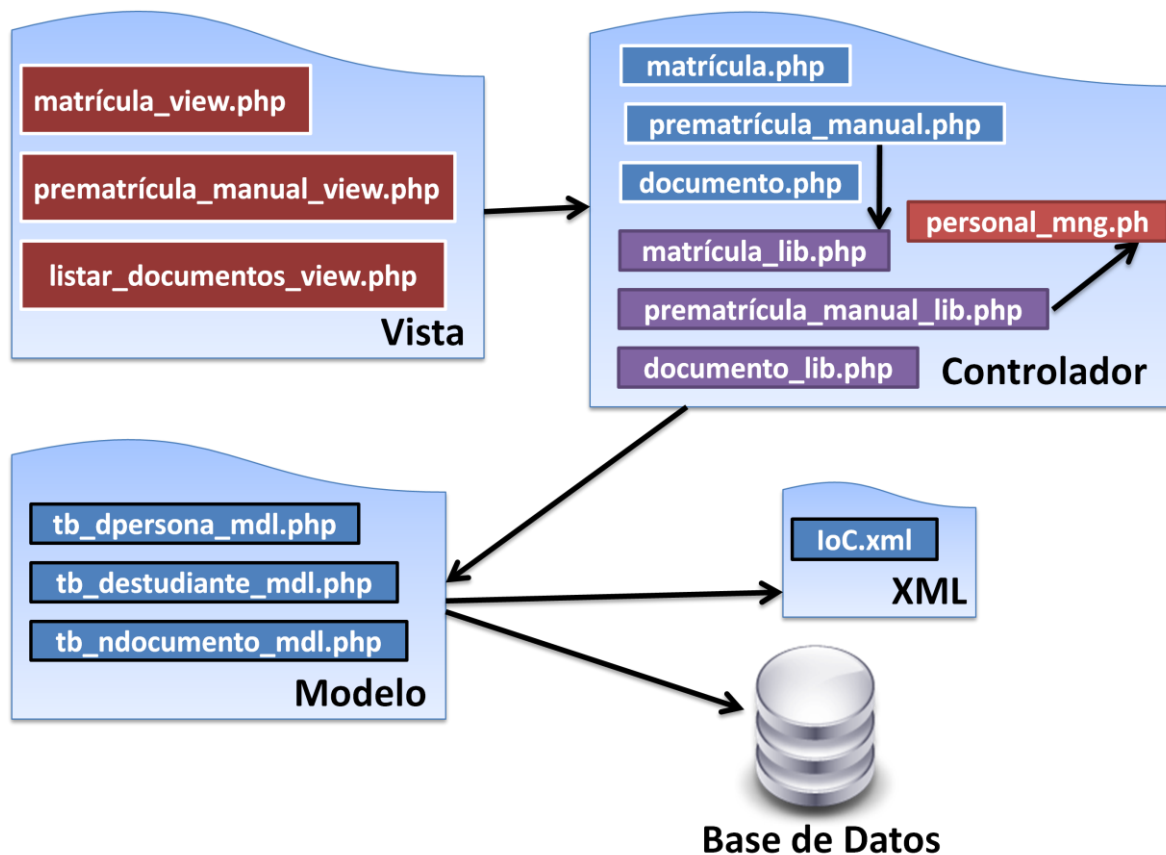 matrícula_view.php
prematrícula_manual_view.php
listar_documentos_view.php
Vista
matrícula.php
prematrícula_manual.php
documento.php
personal_mng.ph
matrícula_lib.php
prematrícula_manual_lib.php
documento_lib.php
Controlador
tb_dpersona_mdl.php
tb_destudiante_mdl.php
tb_ndocumento_mdl.php
Modelo
IoC.xml
XML
Base de Datos